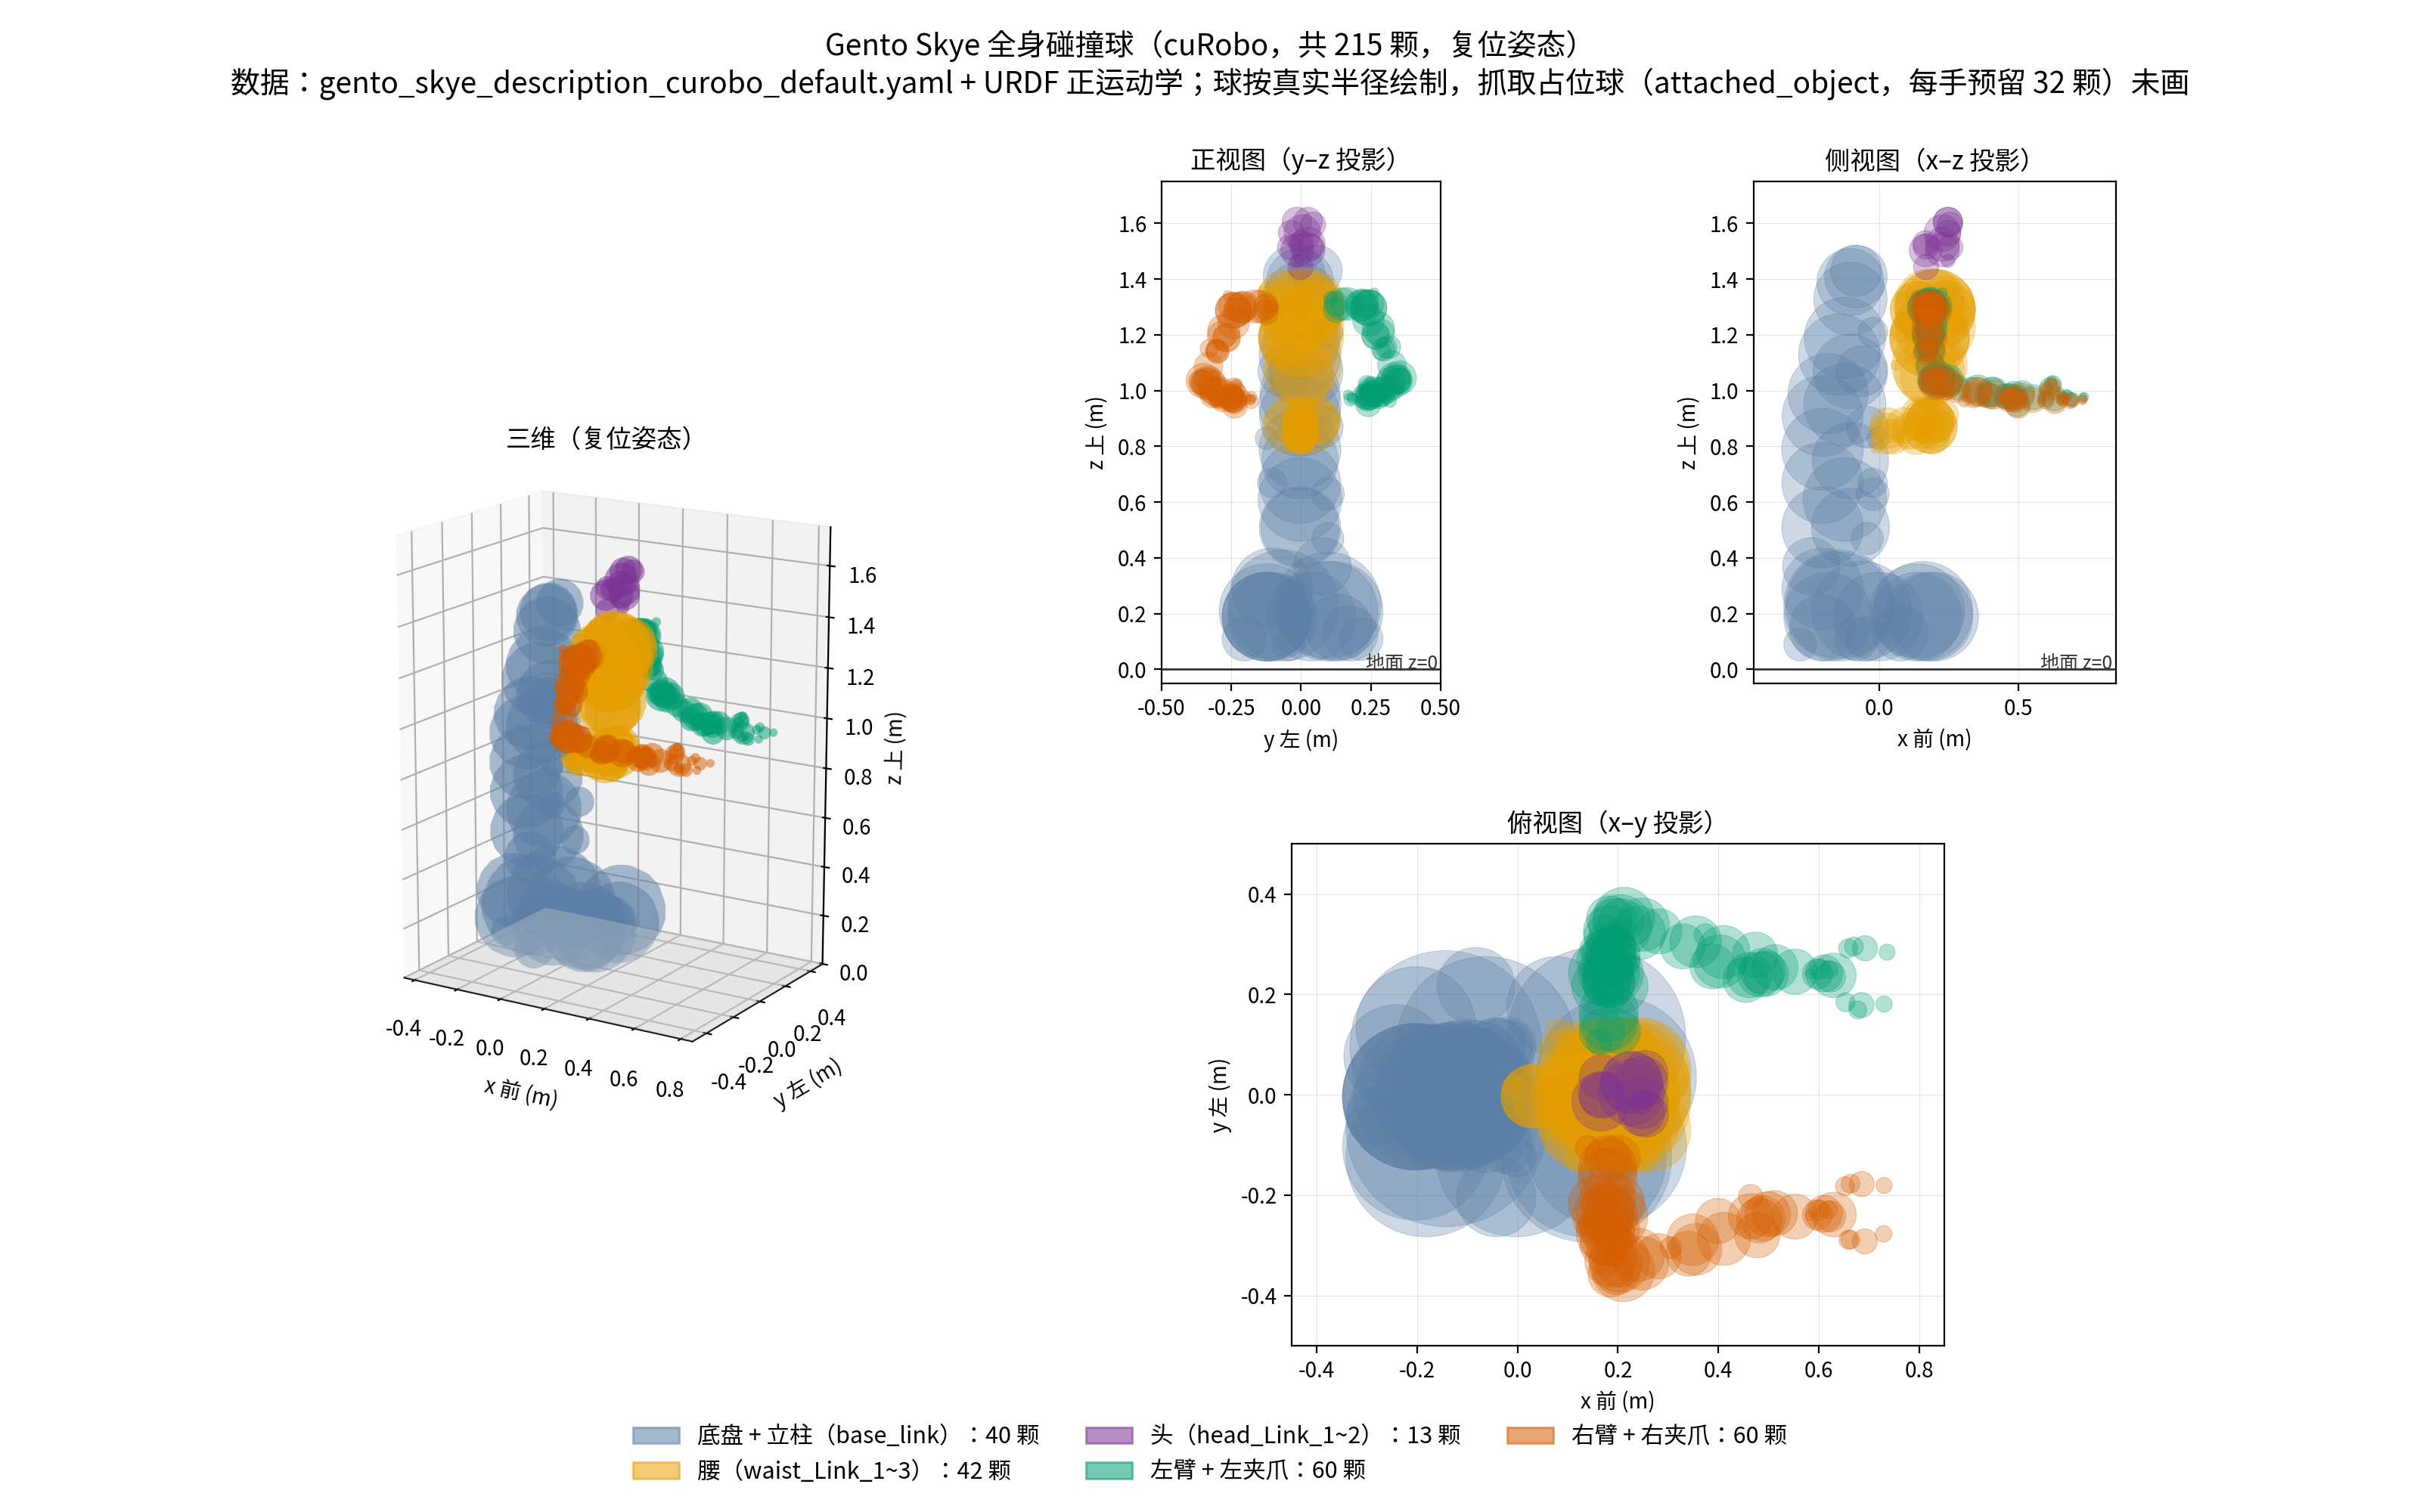 Gento Skye 全身碰撞球（cuRobo，共 215 颗，复位姿态）
数据：gento_skye_description_curobo_default.yaml + URDF 正运动学；球按真实半径绘制，抓取占位球（attached_object，每手预留 32 颗）未画
三维（复位姿态）
1.6
1.4
1.2
1.0
0.8
0.6
0.4
0.2
0.0
z 上 (m)
-0.4 -0.2 0.0 0.2 0.4 0.6 0.8
x 前 (m)
-0.4 -0.2 0.0 0.2 0.4
y 左 (m)
正视图（y–z 投影）
1.6
1.4
1.2
1.0
0.8
0.6
0.4
0.2
0.0
z 上 (m)
地面 z=0
-0.50 -0.25 0.00 0.25 0.50
y 左 (m)
侧视图（x–z 投影）
1.6
1.4
1.2
1.0
0.8
0.6
0.4
0.2
0.0
z 上 (m)
地面 z=0
0.0 0.5
x 前 (m)
俯视图（x–y 投影）
0.4
0.2
0.0
-0.2
-0.4
y 左 (m)
-0.4 -0.2 0.0 0.2 0.4 0.6 0.8
x 前 (m)
底盘 + 立柱（base_link）：40 颗
腰（waist_Link_1~3）：42 颗
头（head_Link_1~2）：13 颗
左臂 + 左夹爪：60 颗
右臂 + 右夹爪：60 颗